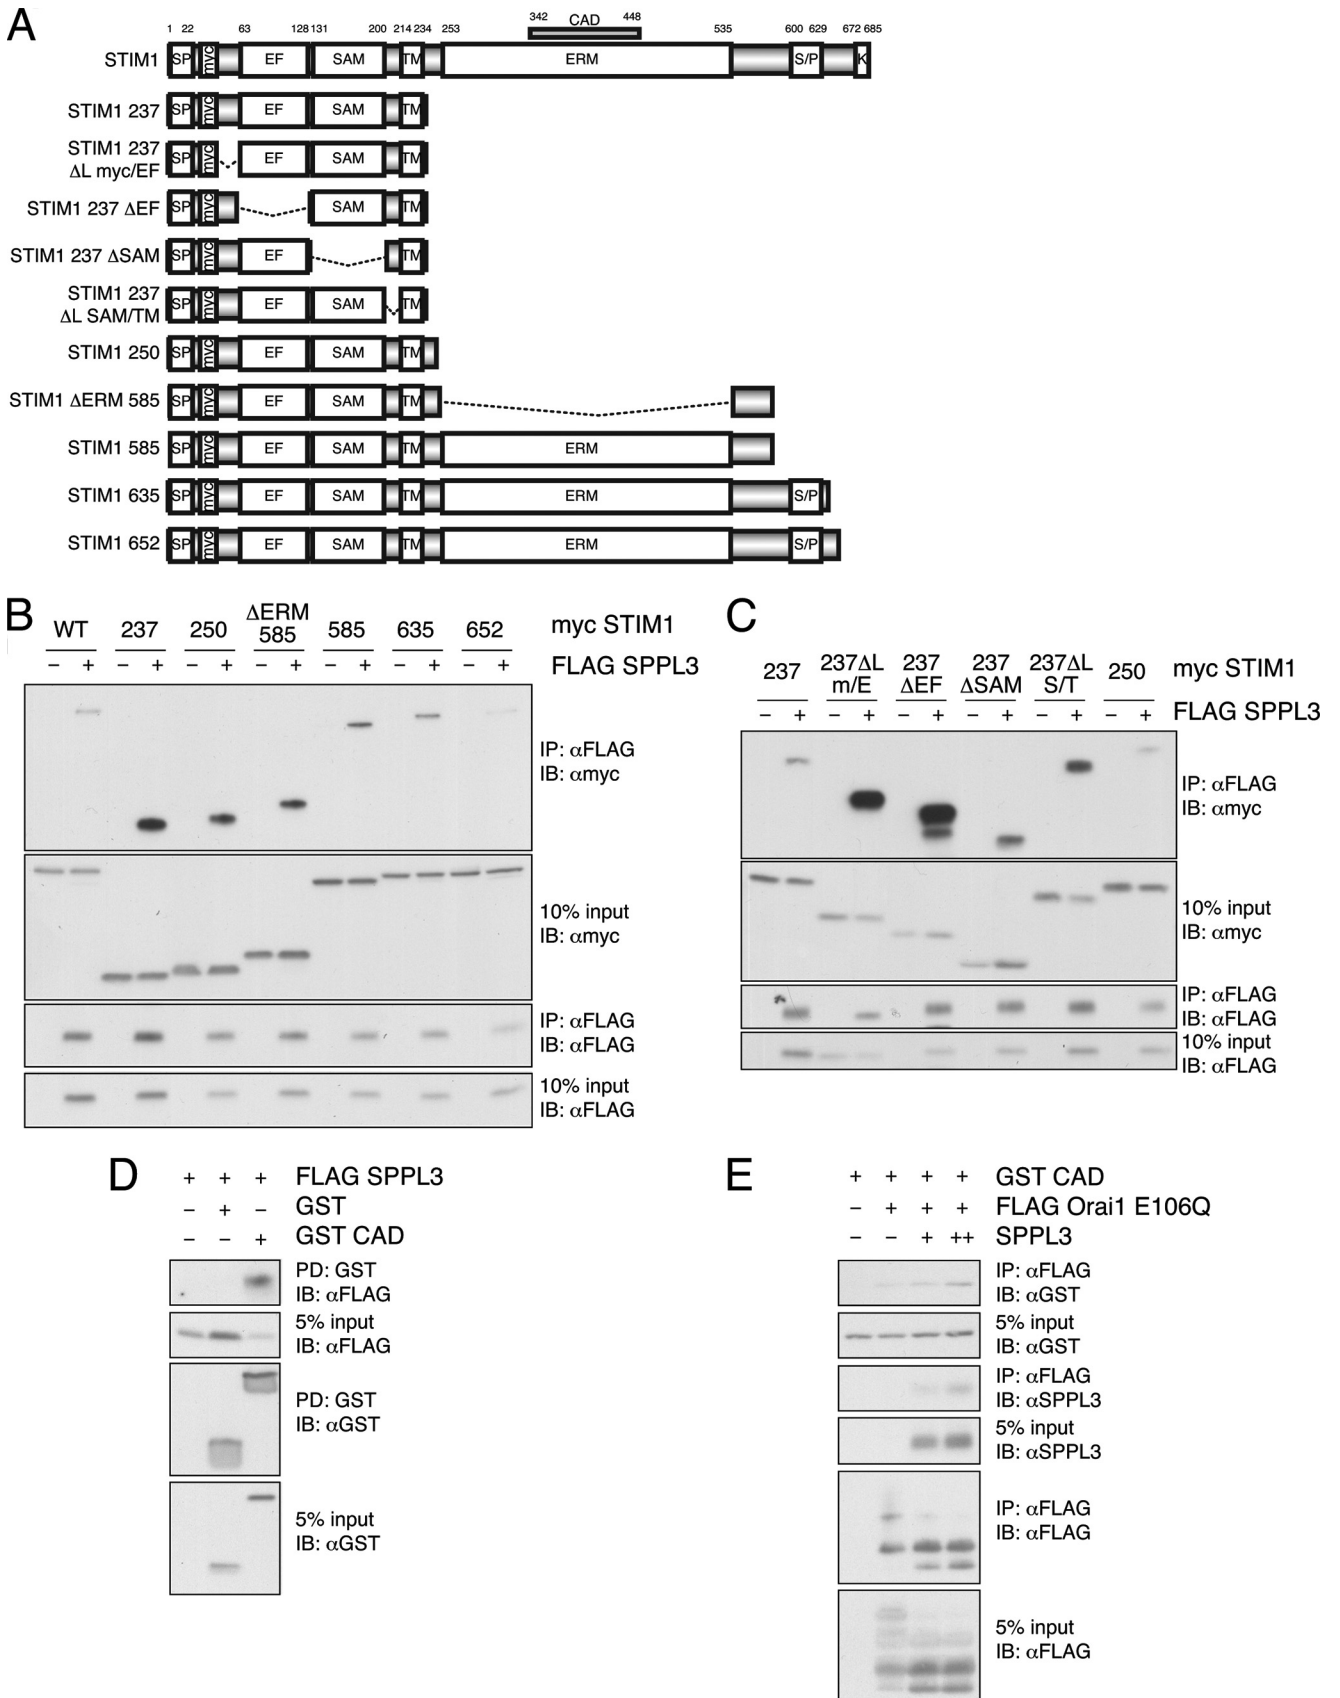 A
1 22 63 128 131 200 214 234 253 342 CAD 448 535 600 629 672 685
STIM1 SP myc EF SAM TM ERM S/P K
STIM1 237 SP myc EF SAM TM
STIM1 237
ΔL myc/EF SP myc EF SAM TM
STIM1 237 ΔEF SP myc SAM TM
STIM1 237 ΔSAM SP myc EF TM
STIM1 237
ΔL SAM/TM SP myc EF SAM TM
STIM1 250 SP myc EF SAM TM
STIM1 ΔERM 585 SP myc EF SAM TM
STIM1 585 SP myc EF SAM TM ERM
STIM1 635 SP myc EF SAM TM ERM S/P
STIM1 652 SP myc EF SAM TM ERM S/P
B
WT 237 250 ΔERM 585 585 635 652 myc STIM1
– + – + – + – + – + – + – + FLAG SPPL3
IP: αFLAG
IB: αmyc
10% input
IB: αmyc
IP: αFLAG
IB: αFLAG
10% input
IB: αFLAG
C
237 237ΔL m/E 237 ΔEF 237 ΔSAM 237ΔL S/T 250 myc STIM1
– + – + – + – + – + – + FLAG SPPL3
IP: αFLAG
IB: αmyc
10% input
IB: αmyc
IP: αFLAG
IB: αFLAG
10% input
IB: αFLAG
D
+ + + FLAG SPPL3
– + – GST
– – + GST CAD
PD: GST
IB: αFLAG
5% input
IB: αFLAG
PD: GST
IB: αGST
5% input
IB: αGST
E
+ + + + GST CAD
– + + + FLAG Orai1 E106Q
– – + ++ SPPL3
IP: αFLAG
IB: αGST
5% input
IB: αGST
IP: αFLAG
IB: αSPPL3
5% input
IB: αSPPL3
IP: αFLAG
IB: αFLAG
5% input
IB: αFLAG